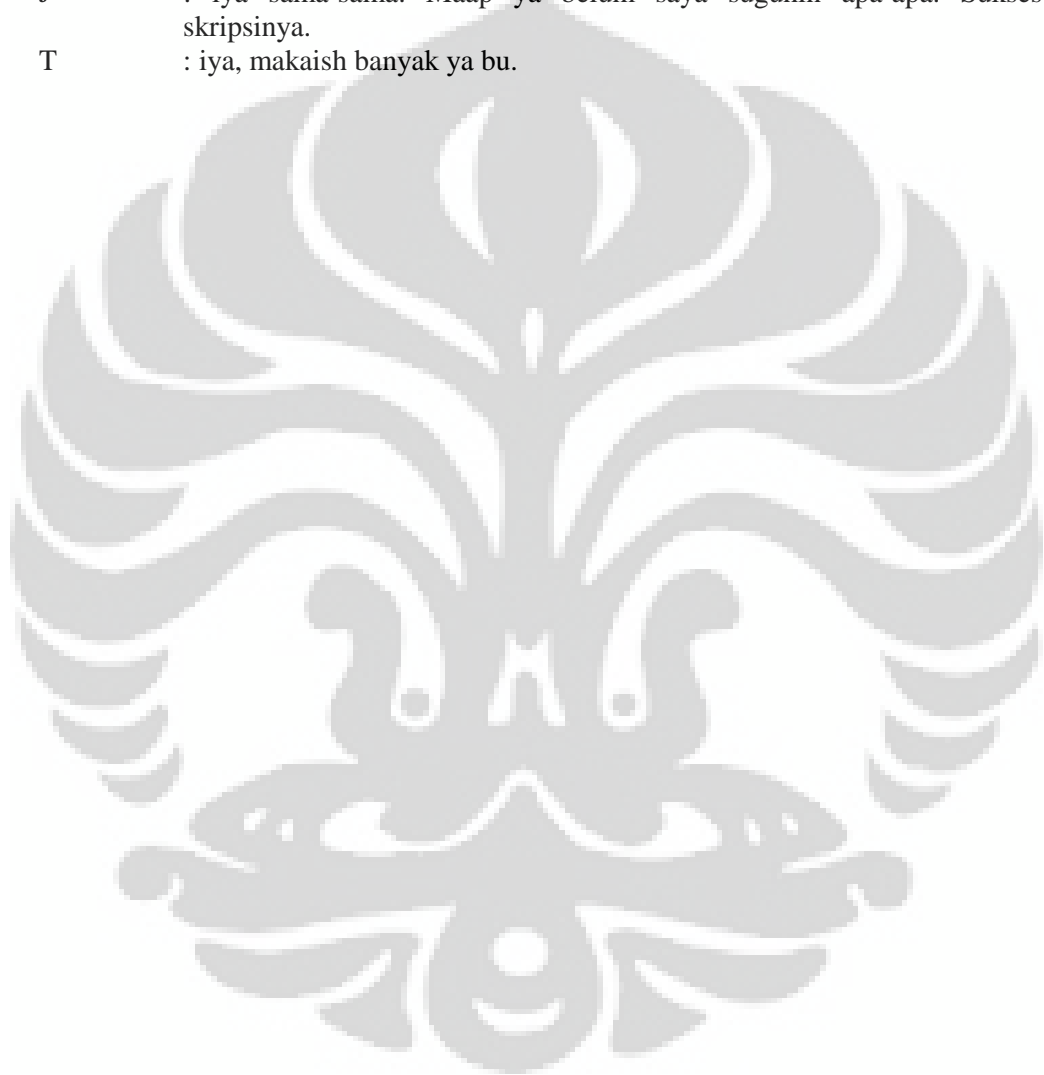 J : iya sama-sama. Maap ya belum saya suguhin apa-apa. Sukses
skripsinya.
T : iya, makaish banyak ya bu.